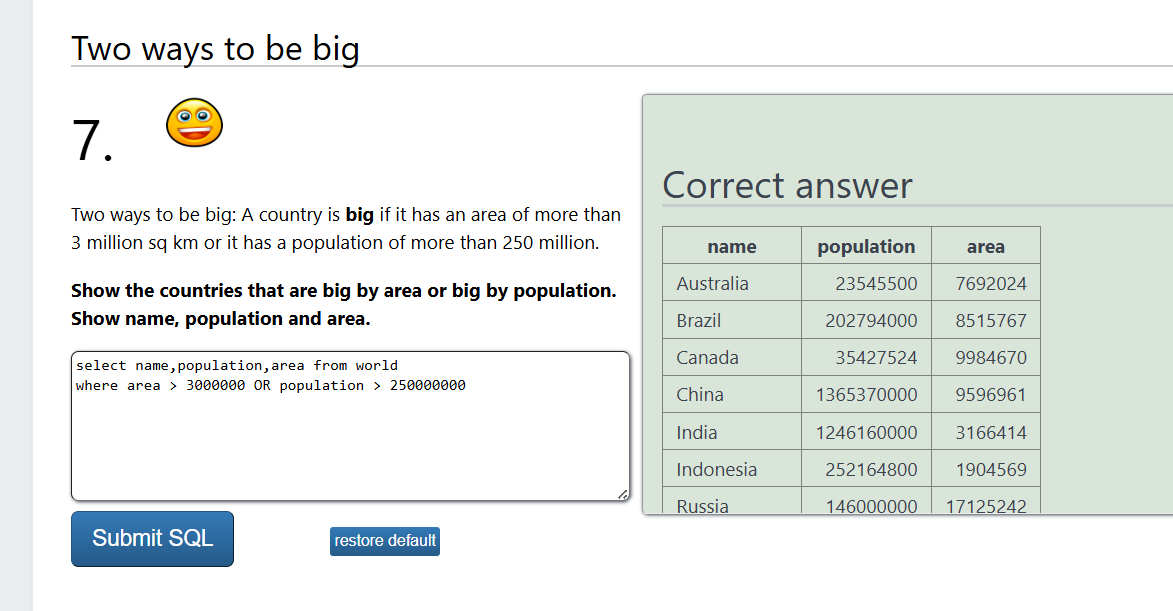 Two ways to be big
7.
Two ways to be big: A country is big if it has an area of more than
3 million sq km or it has a population of more than 250 million.
Show the countries that are big by area or big by population.
Show name, population and area.
select name,population,area from world
where area > 3000000 OR population > 250000000
Submit SQL
restore default
Correct answer
name population area
Australia 23545500 7692024
Brazil 202794000 8515767
Canada 35427524 9984670
China 1365370000 9596961
India 1246160000 3166414
Indonesia 252164800 1904569
Russia 146000000 17125242